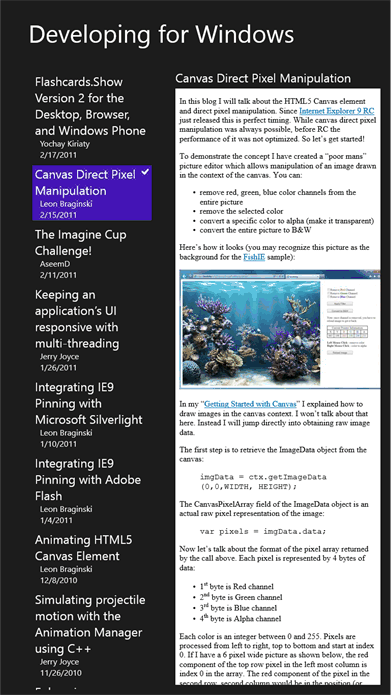 Developing for Windows
Flashcards.Show
Version 2 for the
Desktop, Browser,
and Windows Phone
Yochay Kiriaty
2/17/2011
Canvas Direct Pixel
Manipulation
Leon Braginski
2/15/2011
The Imagine Cup
Challenge!
AseemD
2/11/2011
Keeping an
application's UI
responsive with
multi-threading
Jerry Joyce
1/26/2011
Integrating IE9
Pinning with
Microsoft Silverlight
Leon Braginski
1/10/2011
Integrating IE9
Pinning with Adobe
Flash
Leon Braginski
1/4/2011
Animating HTML5
Canvas Element
Leon Braginski
12/8/2010
Simulating projectile
motion with the
Animation Manager
using C++
Jerry Joyce
11/26/2010
Canvas Direct Pixel Manipulation
In this blog I will talk about the HTML5 Canvas element
and direct pixel manipulation. Since Internet Explorer 9 RC
just released this is perfect timing. While canvas direct pixel
manipulation was always possible, before RC the
performance of it was not optimized. So let's get started!
To demonstrate the concept I have created a "poor mans"
picture editor which allows manipulation of an image drawn
in the context of the canvas. You can:
• remove red, green, blue color channels from the
entire picture
• remove the selected color
• convert a specific color to alpha (make it transparent)
• convert the entire picture to B&W
Here's how it looks (you may recognize this picture as the
background for the FishIE sample):
In my "Getting Started with Canvas" I explained how to
draw images in the canvas context. I won't talk about that
here. Instead I will jump directly into obtaining raw image
data.
The first step is to retrieve the ImageData object from the
canvas:
imgData = ctx.getImageData
(0,0,WIDTH, HEIGHT);
The CanvasPixelArray field of the ImageData object is an
actual raw pixel representation of the image:
var pixels = imgData.data;
Now let's talk about the format of the pixel array returned
by the call above. Each pixel is represented by 4 bytes of
data:
• 1st byte is Red channel
• 2nd byte is Green channel
• 3rd byte is Blue channel
• 4th byte is Alpha channel
Each color is an integer between 0 and 255. Pixels are
processed from left to right, top to bottom and start at index
0. If I have a 6 pixel wide picture as shown below, the red
component of the top row pixel in the left most column is
index 0 in the array. The red component of the pixel in the
second row, second column would be in the position (or